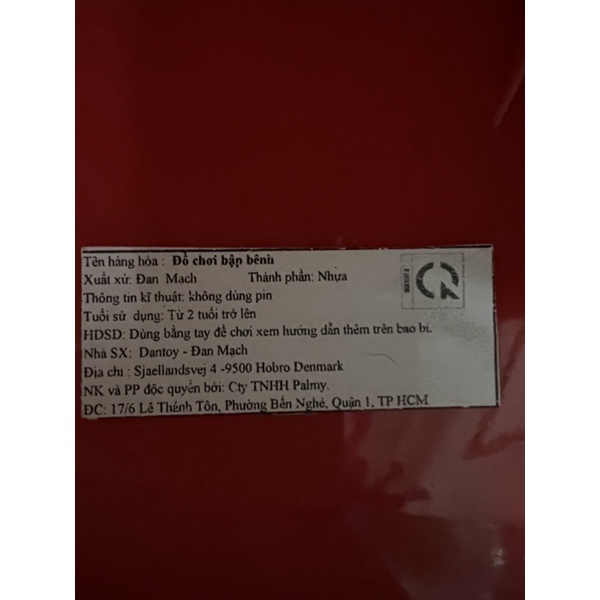 Tên hàng hóa : Đồ chơi bập bênh
Xuất xứ: Đan Mạch Thành phần: Nhựa
Thông tin kĩ thuật: không dùng pin
Tuổi sử dụng: Từ 2 tuổi trở lên
HDSD: Dùng bằng tay để chơi xem hướng dẫn thêm trên bao bì.
Nhà SX: Dantoy - Đan Mạch
Địa chỉ : Sjaellandsvej 4 -9500 Hobro Denmark
NK và PP độc quyền bởi: Cty TNHH Palmy.
ĐC: 17/6 Lê Thánh Tôn, Phường Bến Nghé, Quận 1, TP HCM